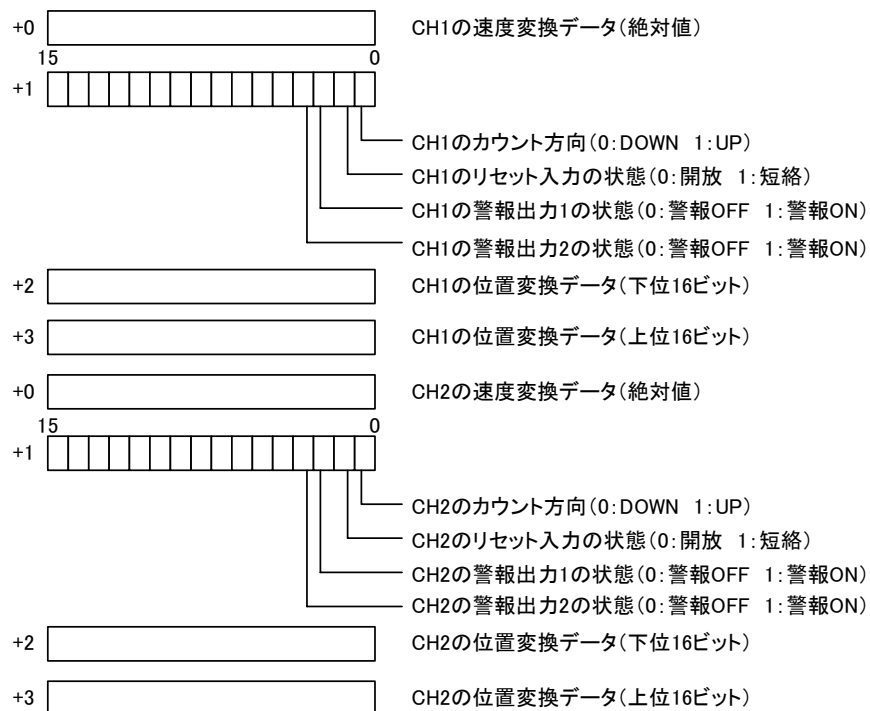 +0 CH1の速度変換データ(絶対値)
15 0
+1
CH1のカウント方向(0:DOWN 1:UP)
CH1のリセット入力の状態(0:開放 1:短絡)
CH1の警報出力1の状態(0:警報OFF 1:警報ON)
CH1の警報出力2の状態(0:警報OFF 1:警報ON)
+2 CH1の位置変換データ(下位16ビット)
+3 CH1の位置変換データ(上位16ビット)
+0 CH2の速度変換データ(絶対値)
15 0
+1
CH2のカウント方向(0:DOWN 1:UP)
CH2のリセット入力の状態(0:開放 1:短絡)
CH2の警報出力1の状態(0:警報OFF 1:警報ON)
CH2の警報出力2の状態(0:警報OFF 1:警報ON)
+2 CH2の位置変換データ(下位16ビット)
+3 CH2の位置変換データ(上位16ビット)